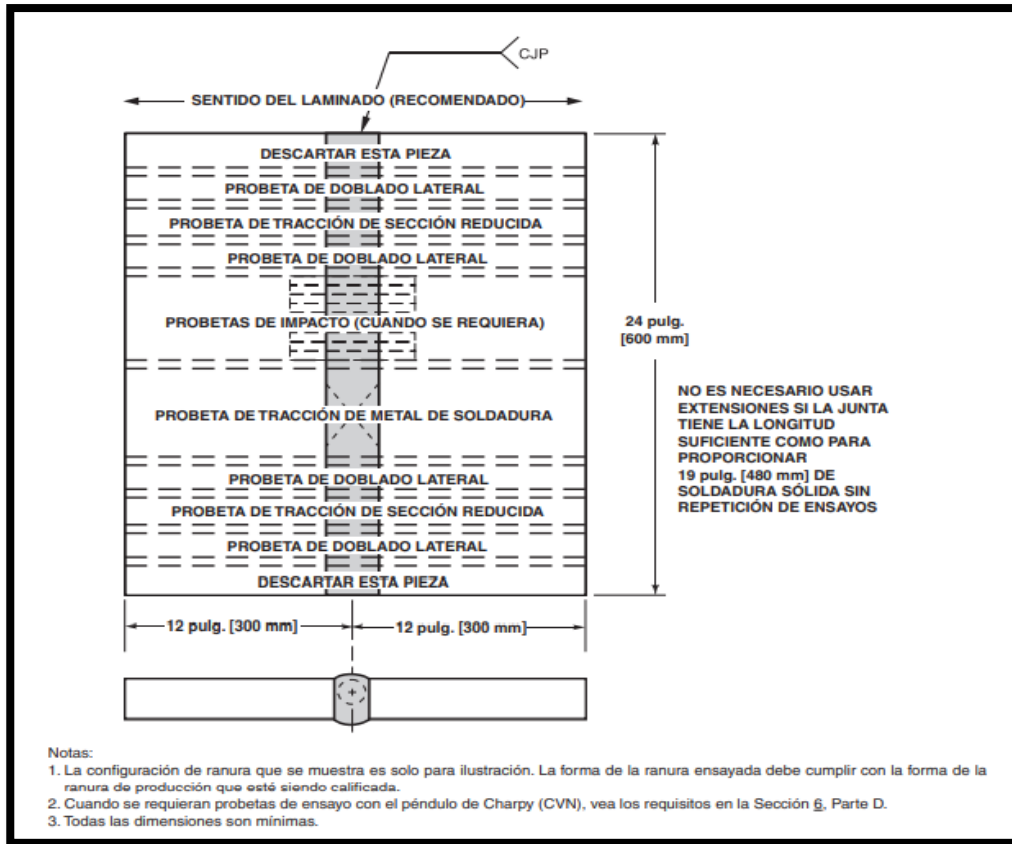 CJP
SENTIDO DEL LAMINADO (RECOMENDADO)
DESCARTAR ESTA PIEZA
PROBETA DE DOBLADO LATERAL
PROBETA DE TRACCIÓN DE SECCIÓN REDUCIDA
PROBETA DE DOBLADO LATERAL
PROBETAS DE IMPACTO (CUANDO SE REQUIERA)
24 pulg.
[600 mm]
PROBETA DE TRACCIÓN DE METAL DE SOLDADURA
NO ES NECESARIO USAR
EXTENSIONES SI LA JUNTA
TIENE LA LONGITUD
SUFICIENTE COMO PARA
PROPORCIONAR
19 pulg. [480 mm] DE
SOLDADURA SÓLIDA SIN
REPETICIÓN DE ENSAYOS
PROBETA DE DOBLADO LATERAL
PROBETA DE TRACCIÓN DE SECCIÓN REDUCIDA
PROBETA DE DOBLADO LATERAL
DESCARTAR ESTA PIEZA
12 pulg. [300 mm]
12 pulg. [300 mm]
Notas:
1. La configuración de ranura que se muestra es solo para ilustración. La forma de la ranura ensayada debe cumplir con la forma de la
ranura de producción que esté siendo calificada.
2. Cuando se requieran probetas de ensayo con el péndulo de Charpy (CVN), vea los requisitos en la Sección 6, Parte D.
3. Todas las dimensiones son mínimas.